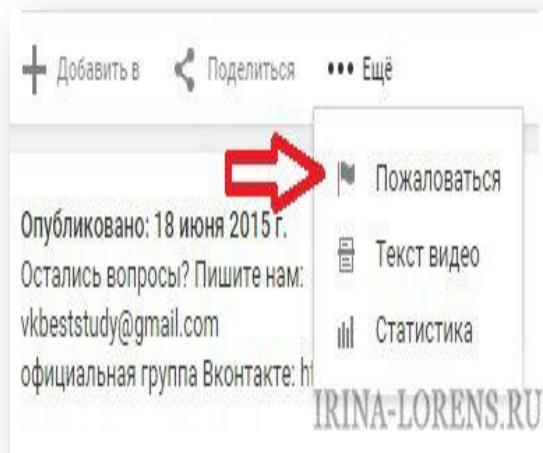 Добавить в Поделиться ••• Ещё
Пожаловаться
Текст видео
Статистика
Опубликовано: 18 июня 2015 г.
Остались вопросы? Пишите нам:
vkbeststudy@gmail.com
официальная группа Вконтакте: ht
IRINA-LORENS.RU